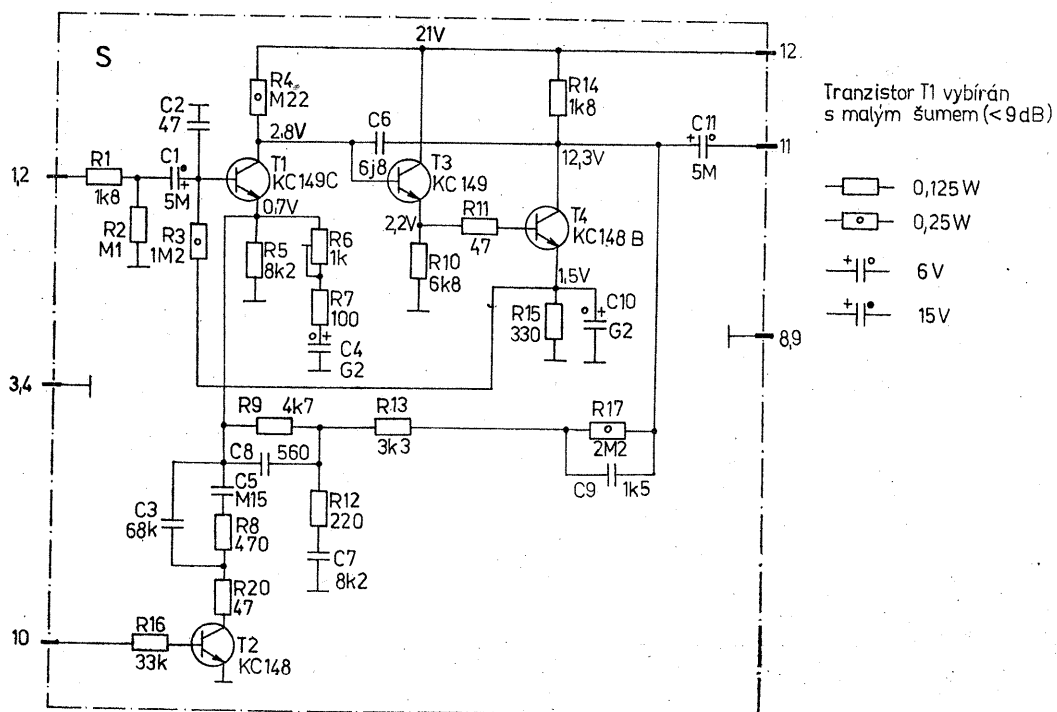 S
21V
12
R4
M22
R14
1k8
Tranzistor T1 vybírán
s malým šumem (< 9dB)
C2
47
2,8V
C6
6j8
C11
+
5M
11
12,3V
1,2
R1
1k8
C1
+
5M
T1
KC149C
T3
KC 149
0,125W
0,25W
R2
M1
R3
1M2
0,7V
R5
8k2
R6
1k
2,2V
R11
47
T4
KC148 B
R10
6k8
1,5V
+
6V
R7
100
R15
330
+
C10
G2
+
15V
+
C4
G2
8,9
3,4
R9
4k7
R13
3k3
R17
2M2
C8
560
C9
1k5
C5
M15
C3
68k
R8
470
R12
220
C7
8k2
R20
47
10
R16
33k
T2
KC148